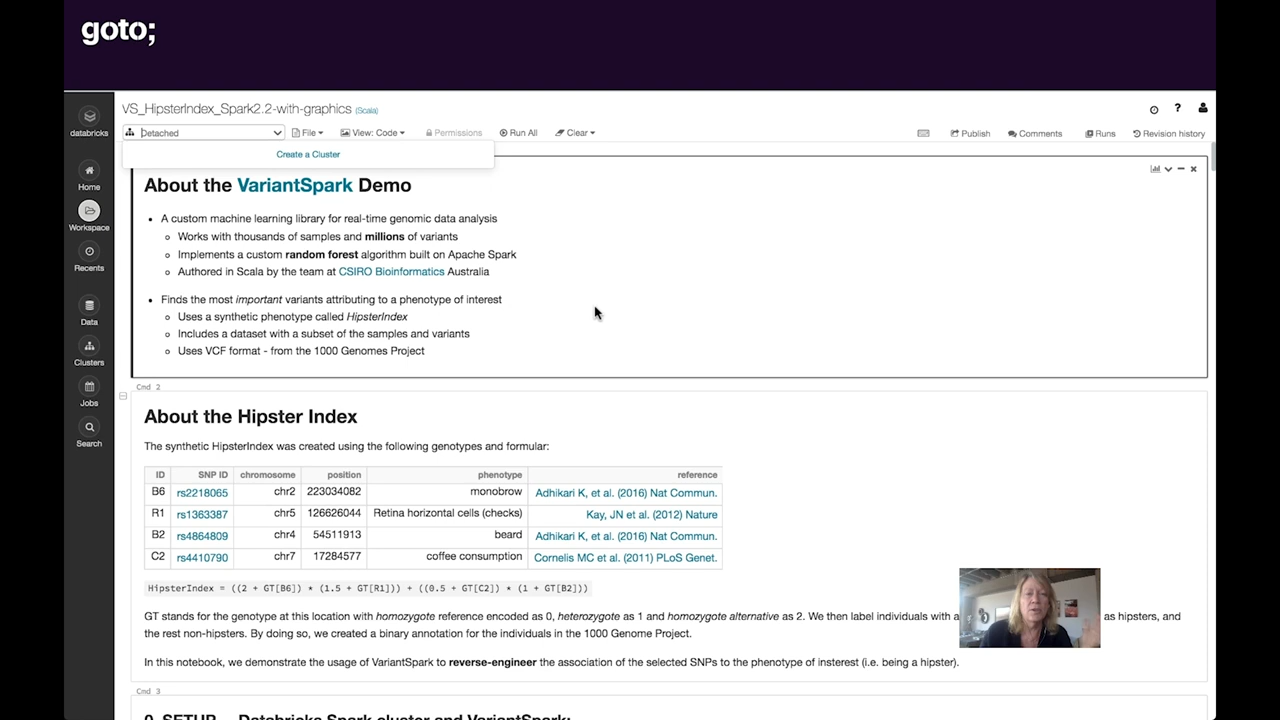 goto;
VS_HipsterIndex_Spark2.2-with-graphics (Scala)
databricks
Detached
File
View: Code
Permissions
Run All
Clear
Publish
Comments
Runs
Revision history
Create a Cluster
Home
Workspace
Recents
Data
Clusters
Jobs
Search
About the VariantSpark Demo
• A custom machine learning library for real-time genomic data analysis
Works with thousands of samples and millions of variants
Implements a custom random forest algorithm built on Apache Spark
Authored in Scala by the team at CSIRO Bioinformatics Australia
• Finds the most important variants attributing to a phenotype of interest
Uses a synthetic phenotype called HipsterIndex
Includes a dataset with a subset of the samples and variants
Uses VCF format - from the 1000 Genomes Project
Cmd 2
About the Hipster Index
The synthetic HipsterIndex was created using the following genotypes and formular:
ID SNP ID chromosome position phenotype reference
B6 rs2218065 chr2 223034082 monobrow Adhikari K, et al. (2016) Nat Commun.
R1 rs1363387 chr5 126626044 Retina horizontal cells (checks) Kay, JN et al. (2012) Nature
B2 rs4864809 chr4 54511913 beard Adhikari K, et al. (2016) Nat Commun.
C2 rs4410790 chr7 17284577 coffee consumption Cornelis MC et al. (2011) PLoS Genet.
HipsterIndex = ((2 + GT[B6]) * (1.5 + GT[R1])) + ((0.5 + GT[C2]) * (1 + GT[B2]))
GT stands for the genotype at this location with homozygote reference encoded as 0, heterozygote as 1 and homozygote alternative as 2. We then label individuals with a as hipsters, and
the rest non-hipsters. By doing so, we created a binary annotation for the individuals in the 1000 Genome Project.
In this notebook, we demonstrate the usage of VariantSpark to reverse-engineer the association of the selected SNPs to the phenotype of insterest (i.e. being a hipster).
Cmd 3
0. SETUP -- Databricks Spark cluster and VariantSpark: